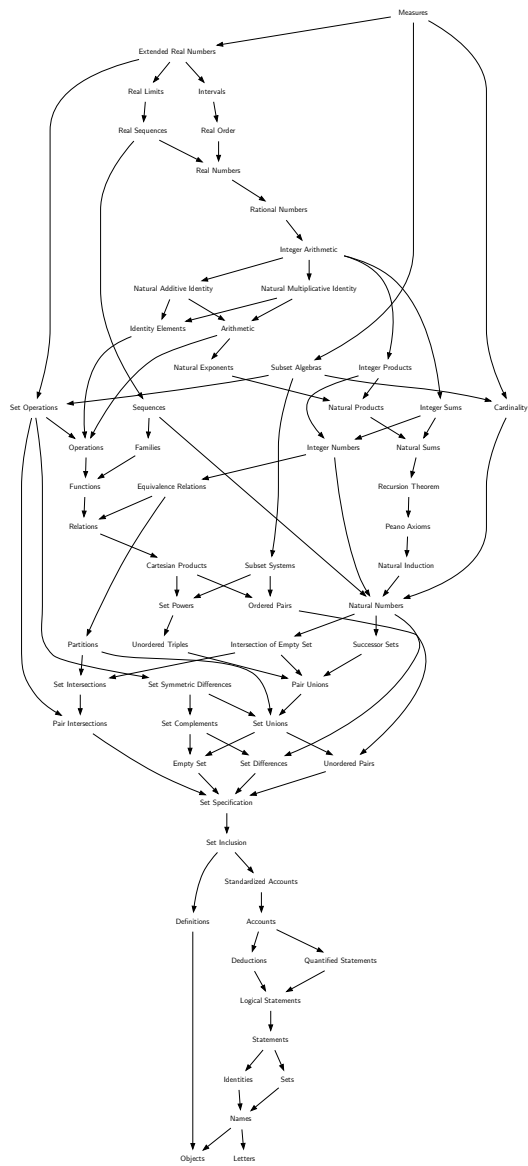 Measures
Extended Real Numbers
Real Limits
Intervals
Real Sequences
Real Order
Real Numbers
Rational Numbers
Integer Arithmetic
Natural Additive Identity
Natural Multiplicative Identity
Identity Elements
Arithmetic
Natural Exponents
Subset Algebras
Integer Products
Set Operations
Sequences
Natural Products
Integer Sums
Cardinality
Operations
Families
Integer Numbers
Natural Sums
Functions
Equivalence Relations
Recursion Theorem
Relations
Peano Axioms
Cartesian Products
Subset Systems
Natural Induction
Set Powers
Ordered Pairs
Natural Numbers
Partitions
Unordered Triples
Intersection of Empty Set
Successor Sets
Set Intersections
Set Symmetric Differences
Pair Unions
Pair Intersections
Set Complements
Set Unions
Empty Set
Set Differences
Unordered Pairs
Set Specification
Set Inclusion
Standardized Accounts
Definitions
Accounts
Deductions
Quantified Statements
Logical Statements
Statements
Identities
Sets
Names
Objects
Letters